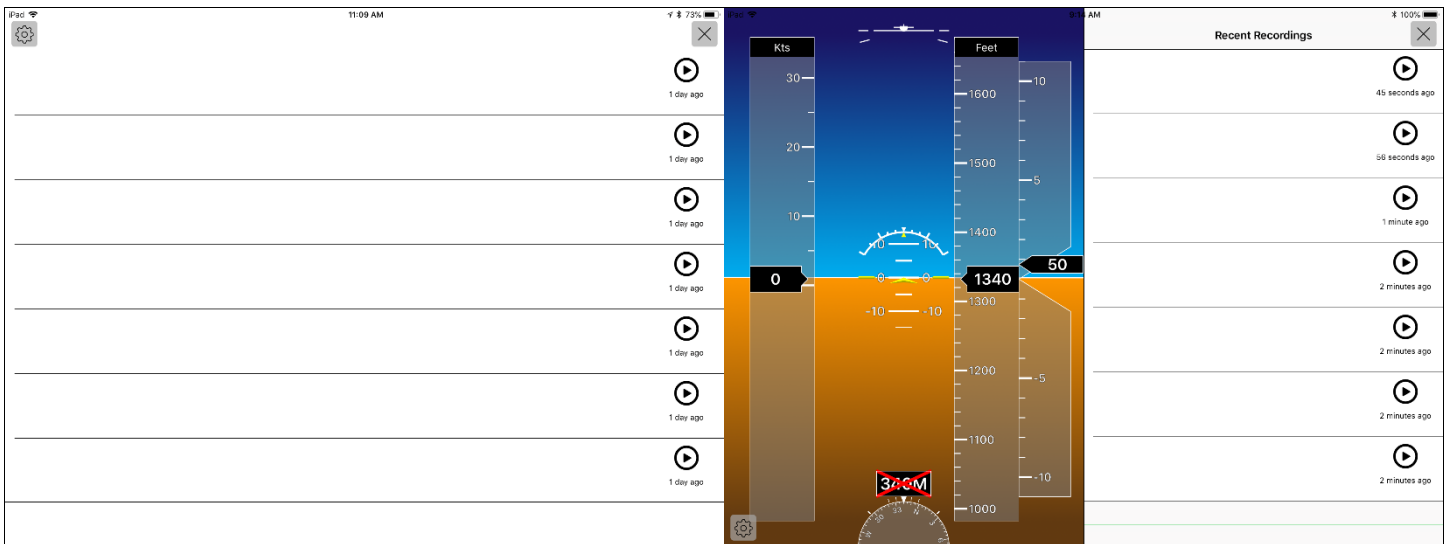 iPad 11:09 AM 73%
1 day ago
1 day ago
1 day ago
1 day ago
1 day ago
1 day ago
1 day ago
iPad AM 100%
Kts Feet Recent Recordings
30 1600 10
20 1500 5
10 1400
10 10
0 0 0 1340 50
-10 -10 1300
1200 -5
1100
-10
1000
33 N 3
45 seconds ago
56 seconds ago
1 minute ago
2 minutes ago
2 minutes ago
2 minutes ago
2 minutes ago